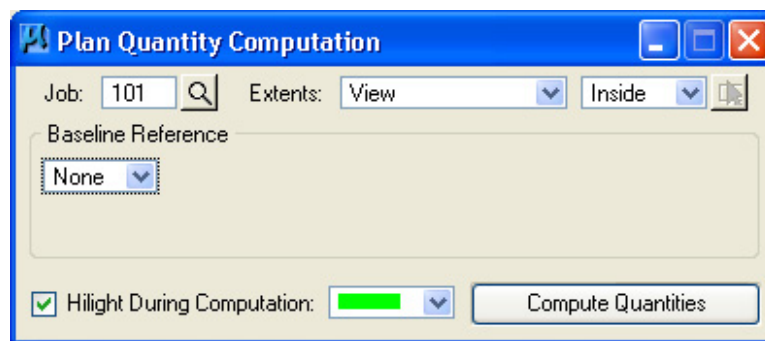 Plan Quantity Computation
Job: 101 Extents: View Inside
Baseline Reference
None
Hilight During Computation: Compute Quantities